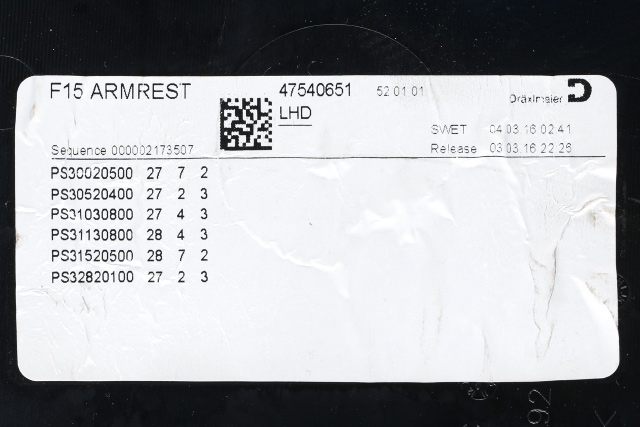 F15 ARMREST 47540651 52 01 01 Dräxlmaier
LHD
SWET 04.03.16 02:41
Sequence 000002173507 Release 03.03.16 22:26
PS30020500 27 7 2
PS30520400 27 2 3
PS31030800 27 4 3
PS31130800 28 4 3
PS31520500 28 7 2
PS32820100 27 2 3
92